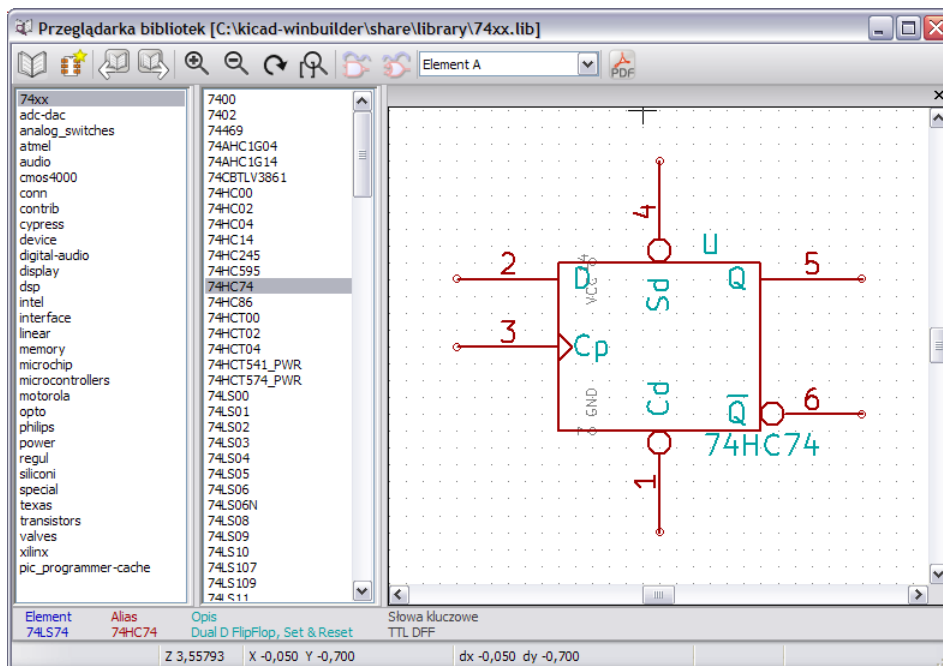 Przeglądarka bibliotek [C:\kicad-winbuilder\share\library\74xx.lib]
Element A
PDF
74xx
adc-dac
analog_switches
atmel
audio
cmos4000
conn
contrib
cypress
device
digital-audio
display
dsp
intel
interface
linear
memory
microchip
microcontrollers
motorola
opto
philips
power
regul
siliconi
special
texas
transistors
valves
xilinx
pic_programmer-cache
7400
7402
74469
74AHC1G04
74AHC1G14
74CBTLV3861
74HC00
74HC02
74HC04
74HC14
74HC245
74HC595
74HC74
74HC86
74HCT00
74HCT02
74HCT04
74HCT541_PWR
74HCT574_PWR
74LS00
74LS01
74LS02
74LS03
74LS04
74LS05
74LS06
74LS06N
74LS08
74LS09
74LS10
74LS107
74LS109
74LS11
4
U
2
D
VCC
Sd
Q
5
3
Cp
GND
7
Cd
Q
6
74HC74
1
Element Alias Opis Słowa kluczowe
74LS74 74HC74 Dual D FlipFlop, Set & Reset TTL DFF
Z 3,55793 X -0,050 Y -0,700 dx -0,050 dy -0,700